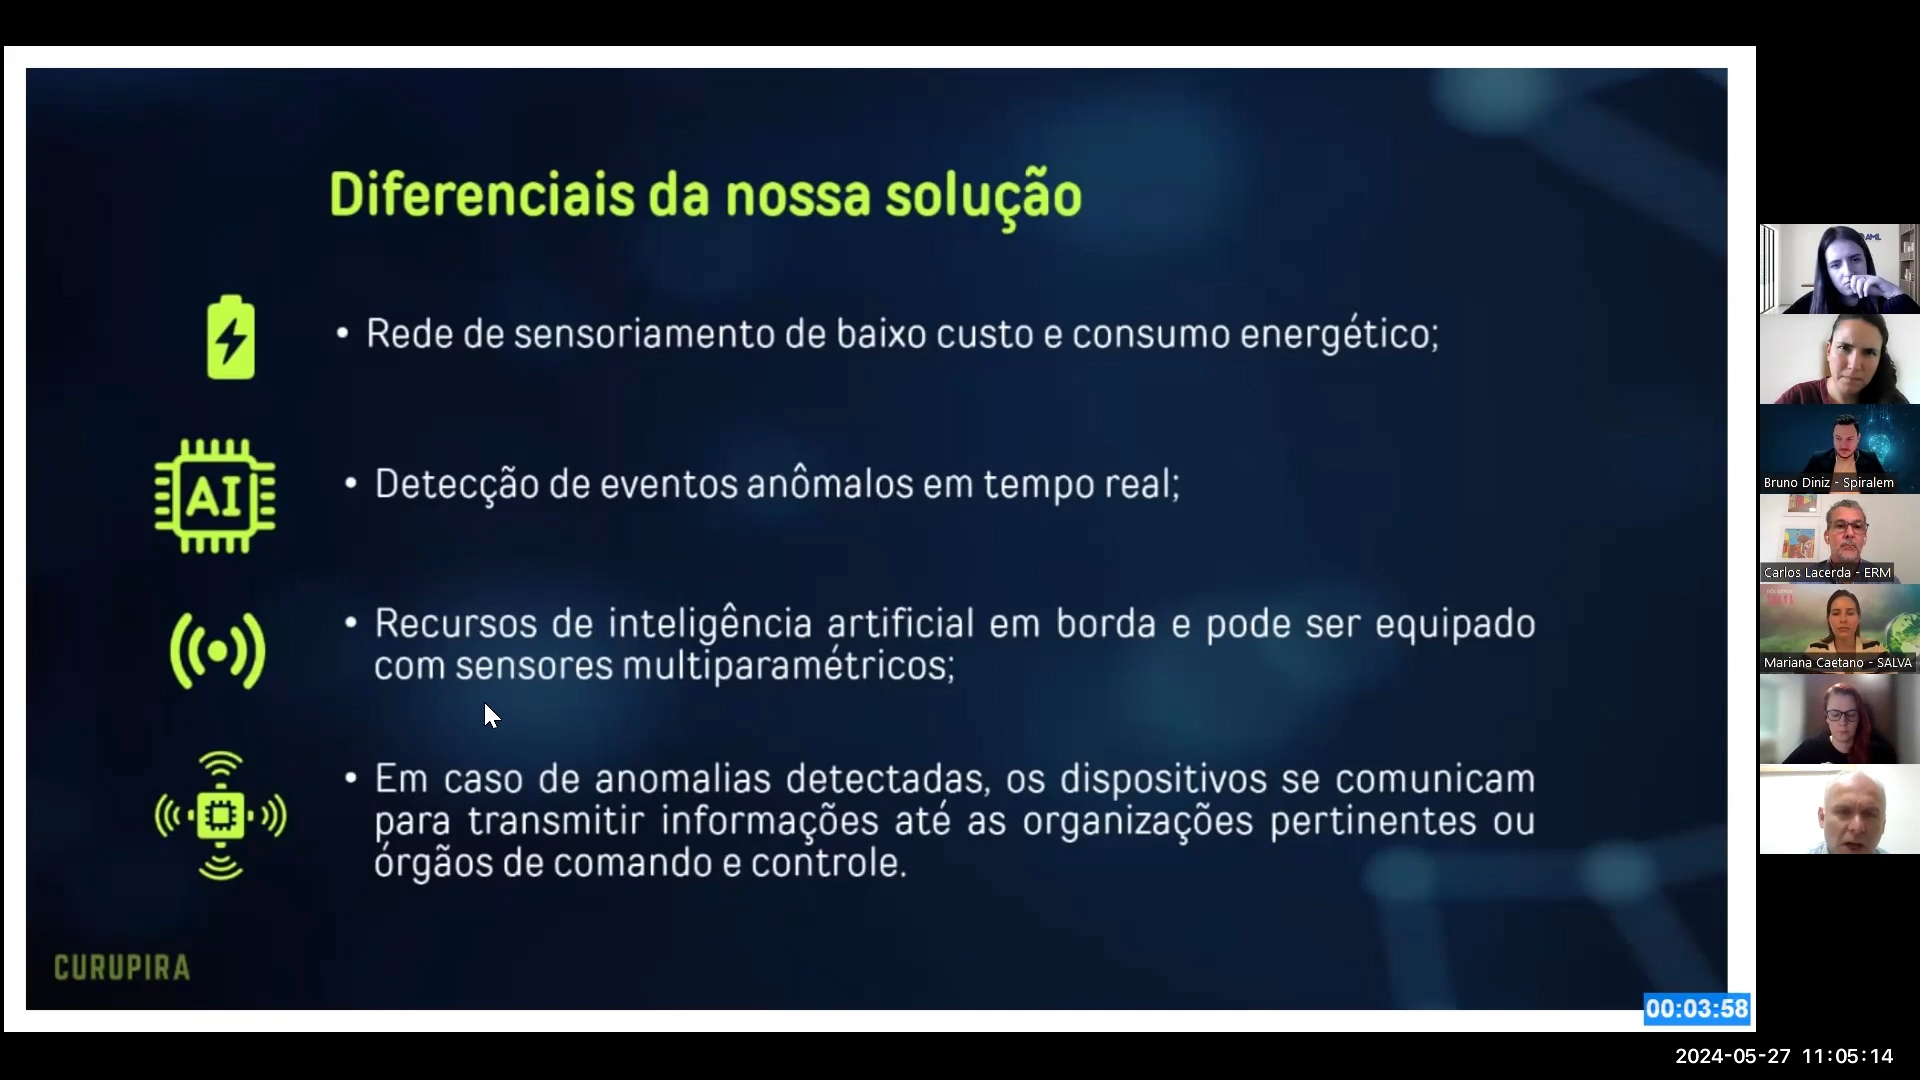 Diferenciais da nossa solução
• Rede de sensoriamento de baixo custo e consumo energético;
AI
• Detecção de eventos anômalos em tempo real;
• Recursos de inteligência artificial em borda e pode ser equipado
com sensores multiparamétricos;
• Em caso de anomalias detectadas, os dispositivos se comunicam
para transmitir informações até as organizações pertinentes ou
órgãos de comando e controle.
CURUPIRA
00:03:58
AML
Bruno Diniz - Spiralem
Carlos Lacerda - ERM
Mariana Caetano - SALVA
2024-05-27 11:05:14